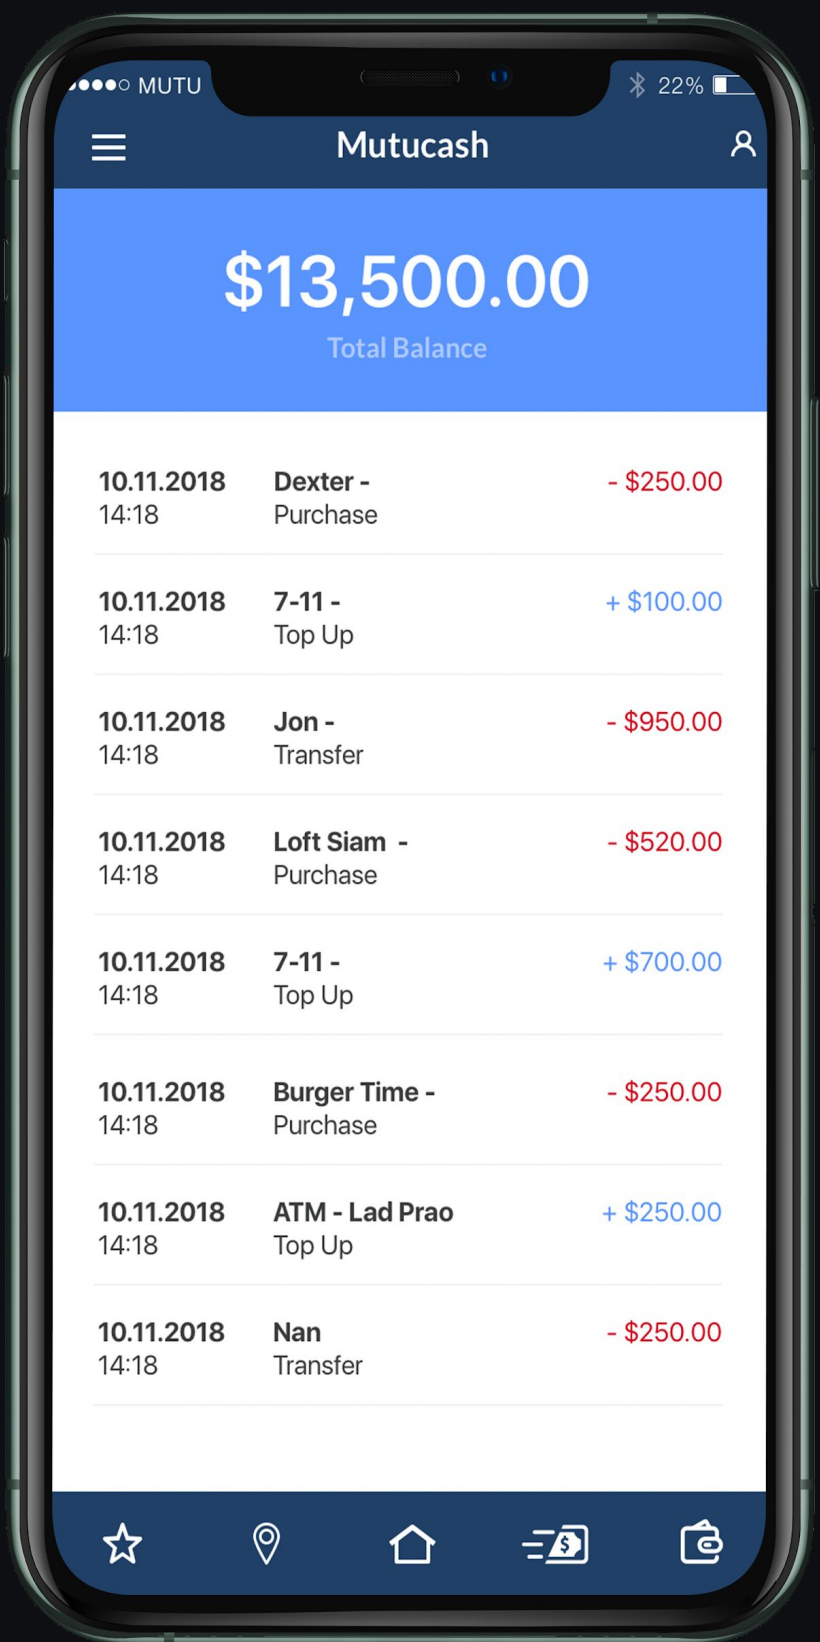 MUTU
22%
Mutucash
$13,500.00
Total Balance
10.11.2018 Dexter - - $250.00
14:18 Purchase
10.11.2018 7-11 - + $100.00
14:18 Top Up
10.11.2018 Jon - - $950.00
14:18 Transfer
10.11.2018 Loft Siam - - $520.00
14:18 Purchase
10.11.2018 7-11 - + $700.00
14:18 Top Up
10.11.2018 Burger Time - - $250.00
14:18 Purchase
10.11.2018 ATM - Lad Prao + $250.00
14:18 Top Up
10.11.2018 Nan - $250.00
14:18 Transfer
$